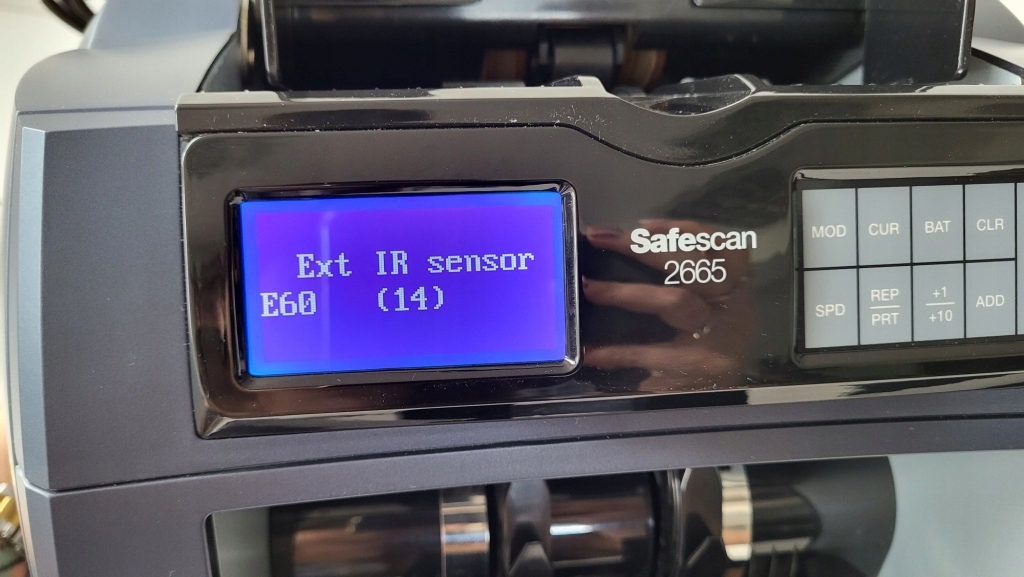 Ext IR sensor
E60 (14)
Safescan
2665
MOD CUR BAT CLR
SPD REP PRT +1 +10 ADD